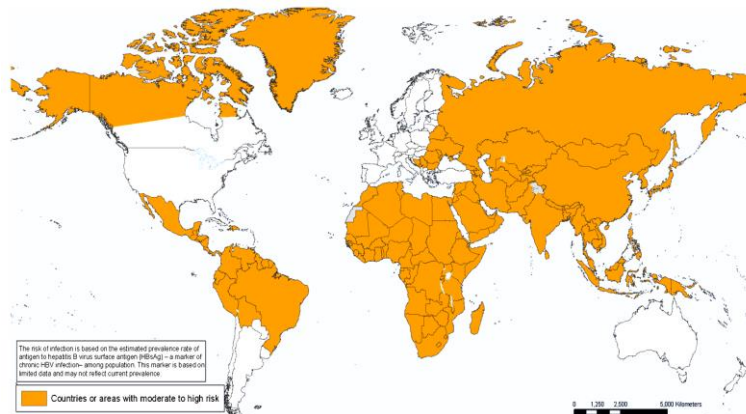 The risk of infection is based on the estimated prevalence rate of
antigen to hepatitis B virus surface antigen (HBsAg) – a marker of
chronic HBV infection– among population. This marker is based on
limited data and may not reflect current prevalence.
Countries or areas with moderate to high risk
0 1,250 2,500 5,000 Kilometers